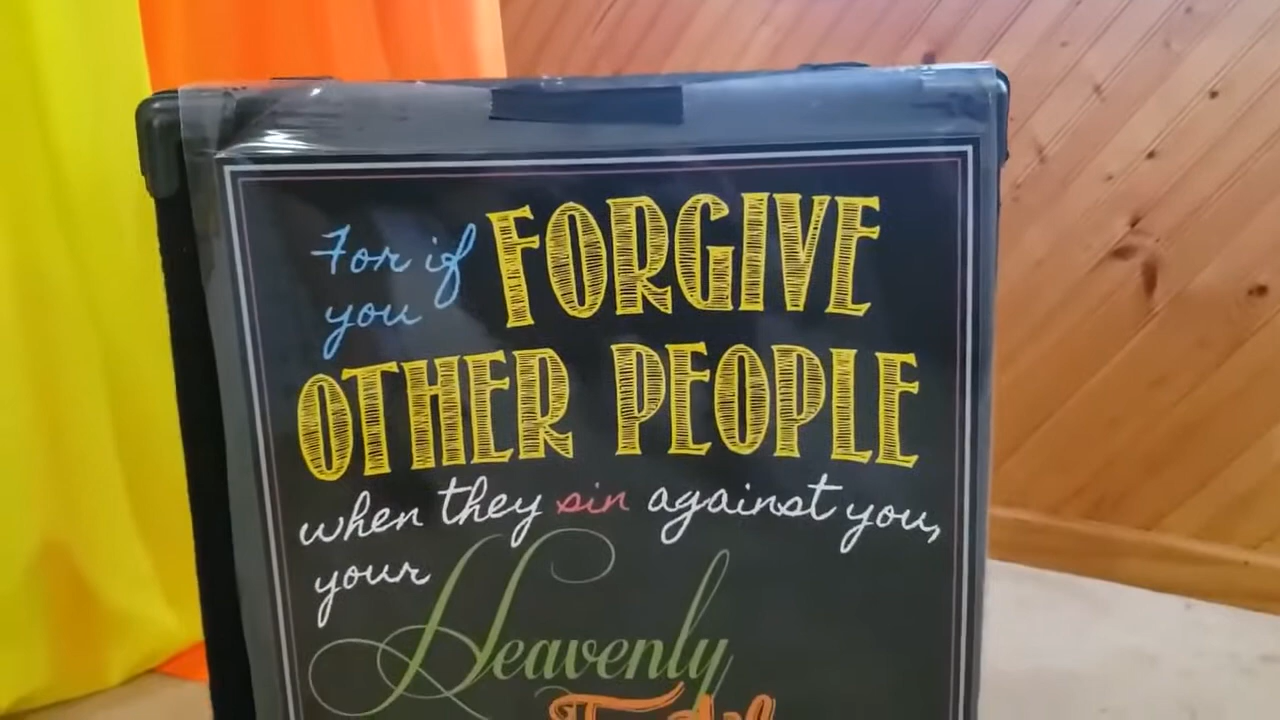 For if FORGIVE
you
OTHER PEOPLE
when they sin against you,
your
Heavenly